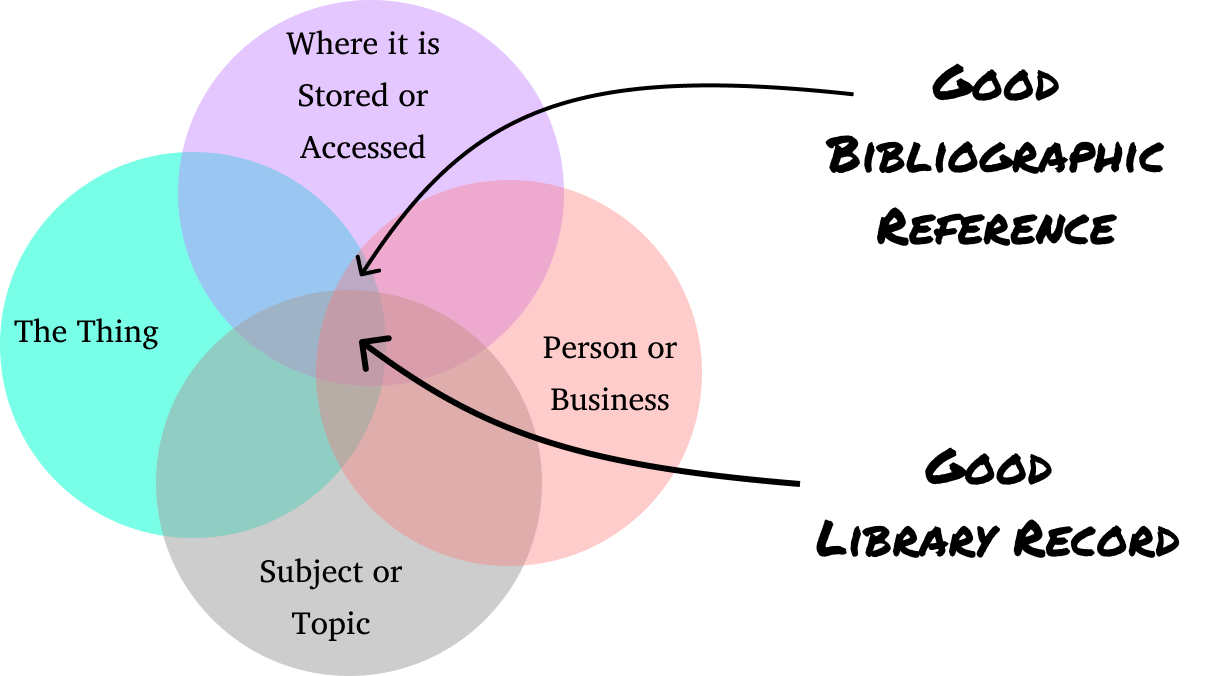 Where it is
Stored or
Accessed
The Thing
Person or
Business
Subject or
Topic
Good
Bibliographic
Reference
Good
Library Record